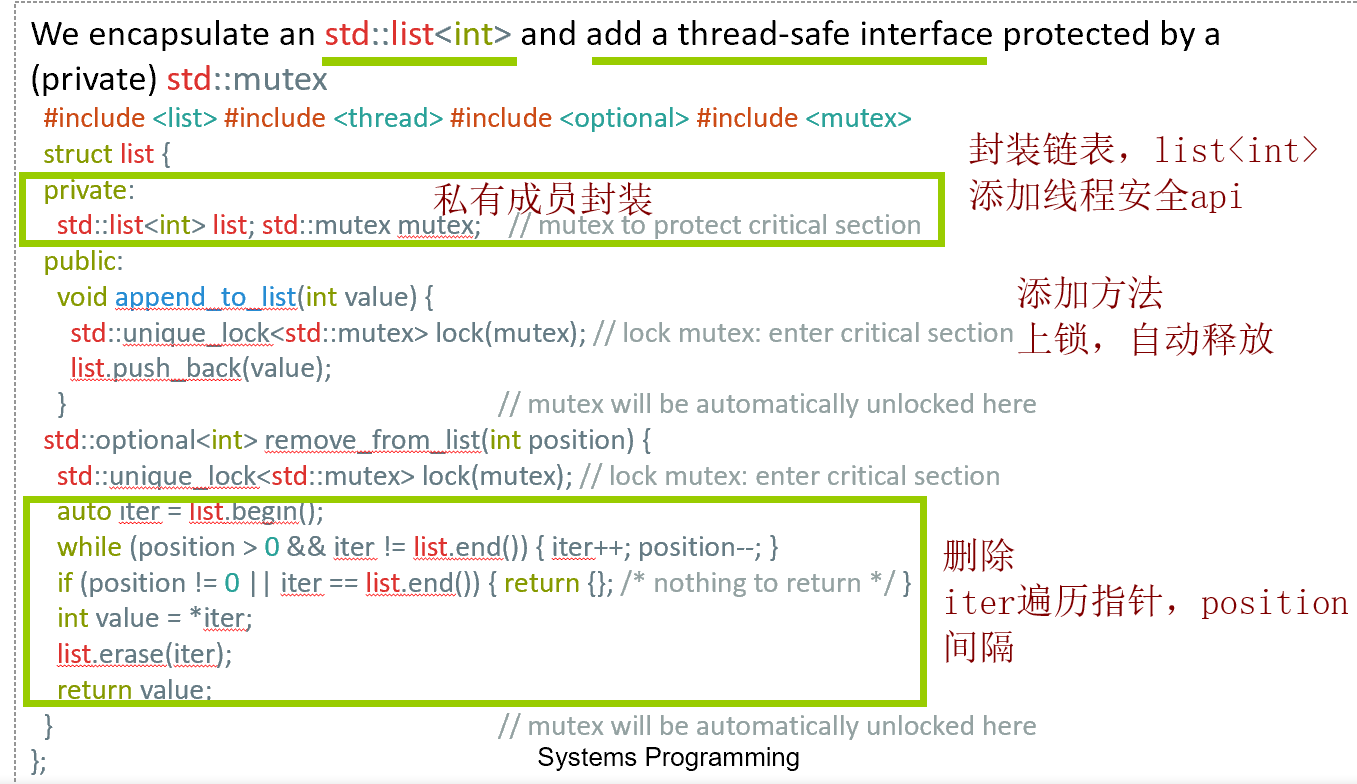 We encapsulate an std::list<int> and add a thread-safe interface protected by a
(private) std::mutex
#include <list> #include <thread> #include <optional> #include <mutex>
struct list {
private:
私有成员封装
std::list<int> list; std::mutex mutex; // mutex to protect critical section
封装链表，list<int>
添加线程安全api
public:
void append_to_list(int value) {
std::unique_lock<std::mutex> lock(mutex); // lock mutex: enter critical section
list.push_back(value);
} // mutex will be automatically unlocked here
添加方法
上锁，自动释放
std::optional<int> remove_from_list(int position) {
std::unique_lock<std::mutex> lock(mutex); // lock mutex: enter critical section
auto iter = list.begin();
while (position > 0 && iter != list.end()) { iter++; position--; }
if (position != 0 || iter == list.end()) { return {}; /* nothing to return */ }
int value = *iter;
list.erase(iter);
return value;
删除
iter遍历指针，position
间隔
} // mutex will be automatically unlocked here
};
Systems Programming